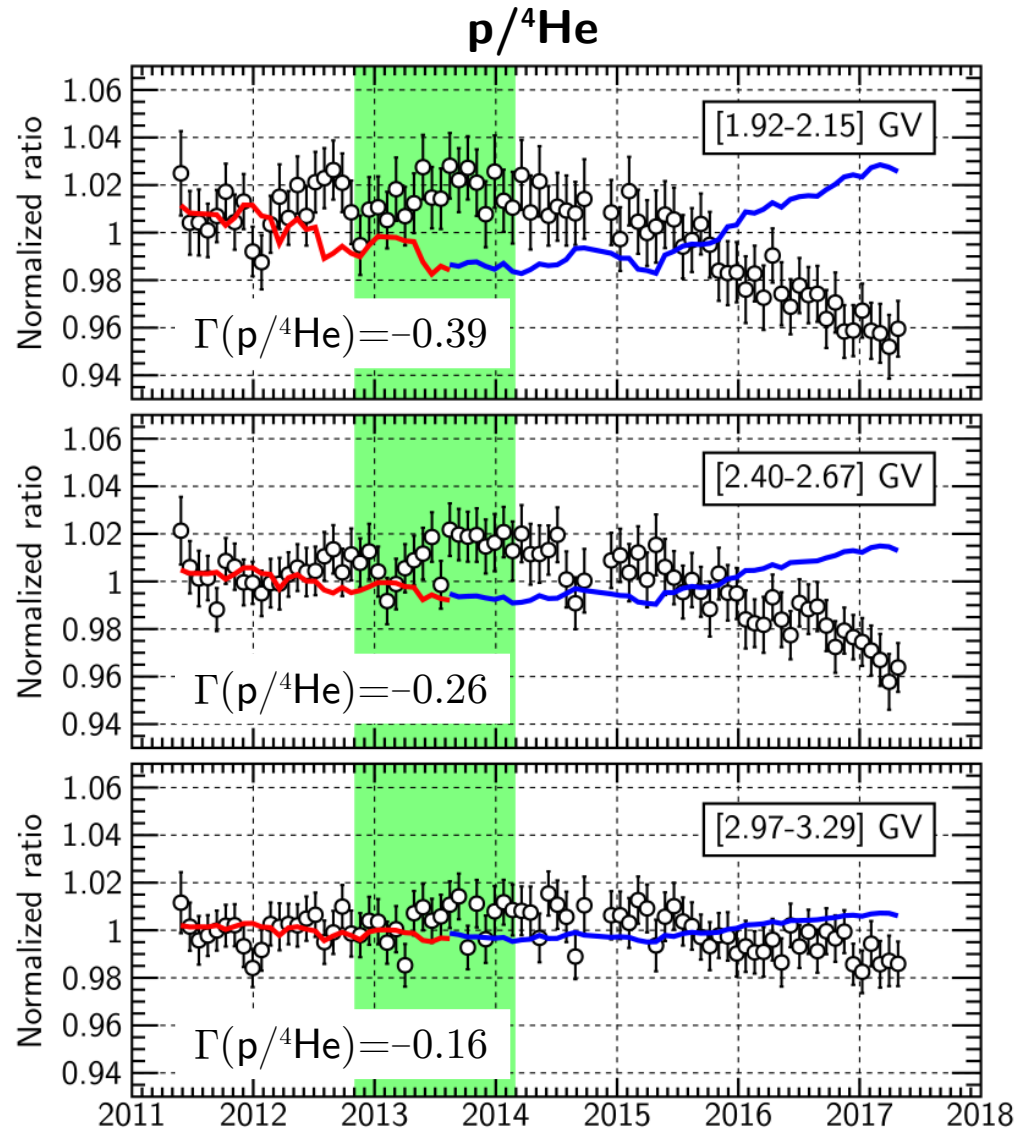 p/⁴He
Normalized ratio
1.06
1.04
1.02
1
0.98
0.96
0.94
[1.92-2.15] GV
Γ(p/⁴He)=–0.39
Normalized ratio
1.06
1.04
1.02
1
0.98
0.96
0.94
[2.40-2.67] GV
Γ(p/⁴He)=–0.26
Normalized ratio
1.06
1.04
1.02
1
0.98
0.96
0.94
[2.97-3.29] GV
Γ(p/⁴He)=–0.16
2011 2012 2013 2014 2015 2016 2017 2018